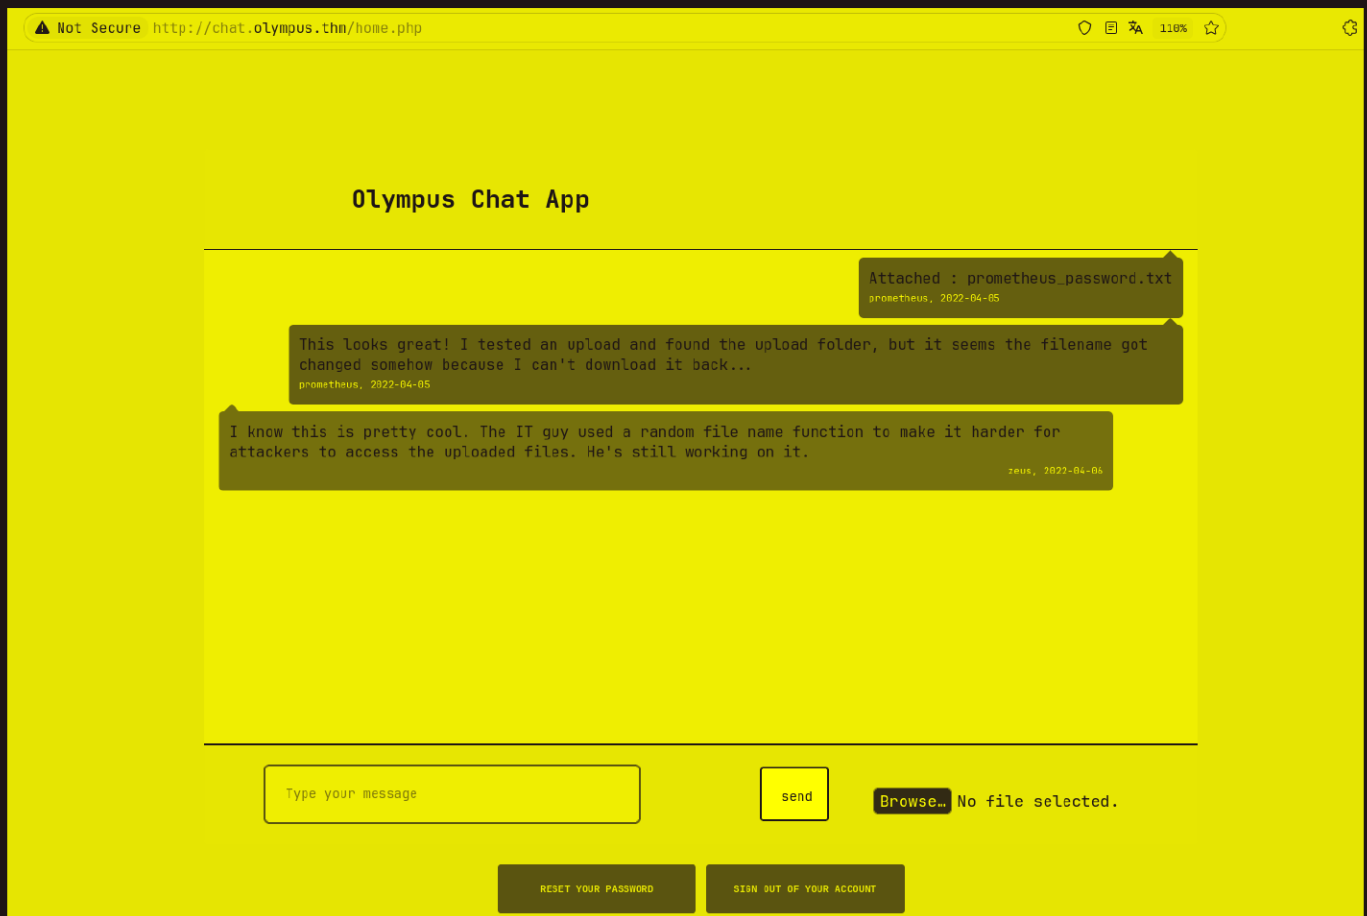 Not Secure http://chat.olympus.thm/home.php 110%
Olympus Chat App
Attached : prometheus_password.txt
prometheus, 2022-04-05
This looks great! I tested an upload and found the upload folder, but it seems the filename got
changed somehow because I can't download it back...
prometheus, 2022-04-05
I know this is pretty cool. The IT guy used a random file name function to make it harder for
attackers to access the uploaded files. He's still working on it.
zeus, 2022-04-06
Type your message
send
Browse… No file selected.
RESET YOUR PASSWORD
SIGN OUT OF YOUR ACCOUNT